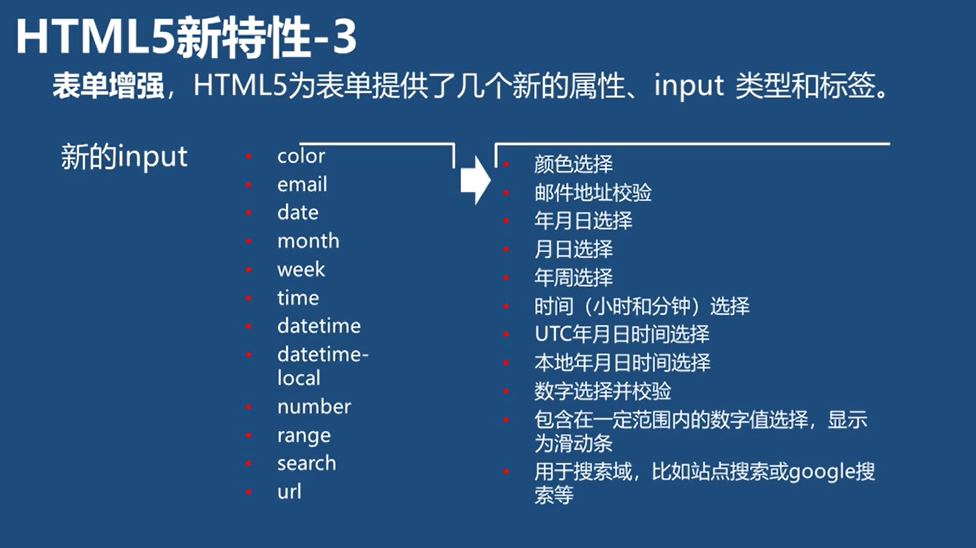 HTML5新特性-3
表单增强，HTML5为表单提供了几个新的属性、input 类型和标签。
新的input
color
email
date
month
week
time
datetime
datetime-
local
number
range
search
url
颜色选择
邮件地址校验
年月日选择
月日选择
年周选择
时间（小时和分钟）选择
UTC年月日时间选择
本地年月日时间选择
数字选择并校验
包含在一定范围内的数字值选择，显示
为滑动条
用于搜索域，比如站点搜索或google搜
索等